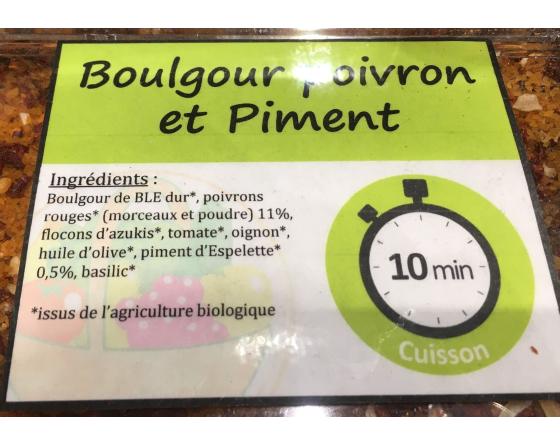 Boulgour poivron
et Piment
Ingrédients :
Boulgour de BLE dur*, poivrons
rouges* (morceaux et poudre) 11%,
flocons d'azukis*, tomate*, oignon*,
huile d'olive*, piment d'Espelette*
0,5%, basilic*
*issus de l'agriculture biologique
10 min
Cuisson